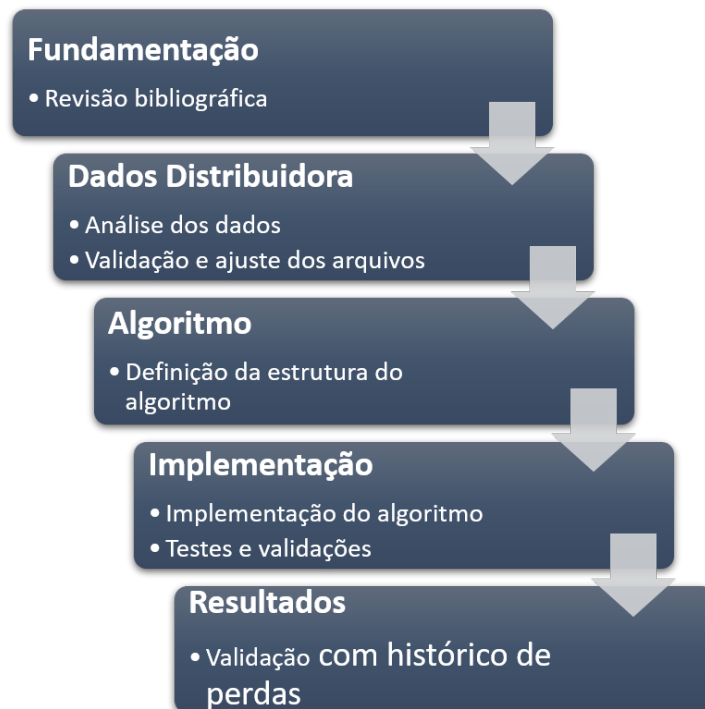 Fundamentação
• Revisão bibliográfica
Dados Distribuidora
• Análise dos dados
• Validação e ajuste dos arquivos
Algoritmo
• Definição da estrutura do
algoritmo
Implementação
• Implementação do algoritmo
• Testes e validações
Resultados
• Validação com histórico de
perdas